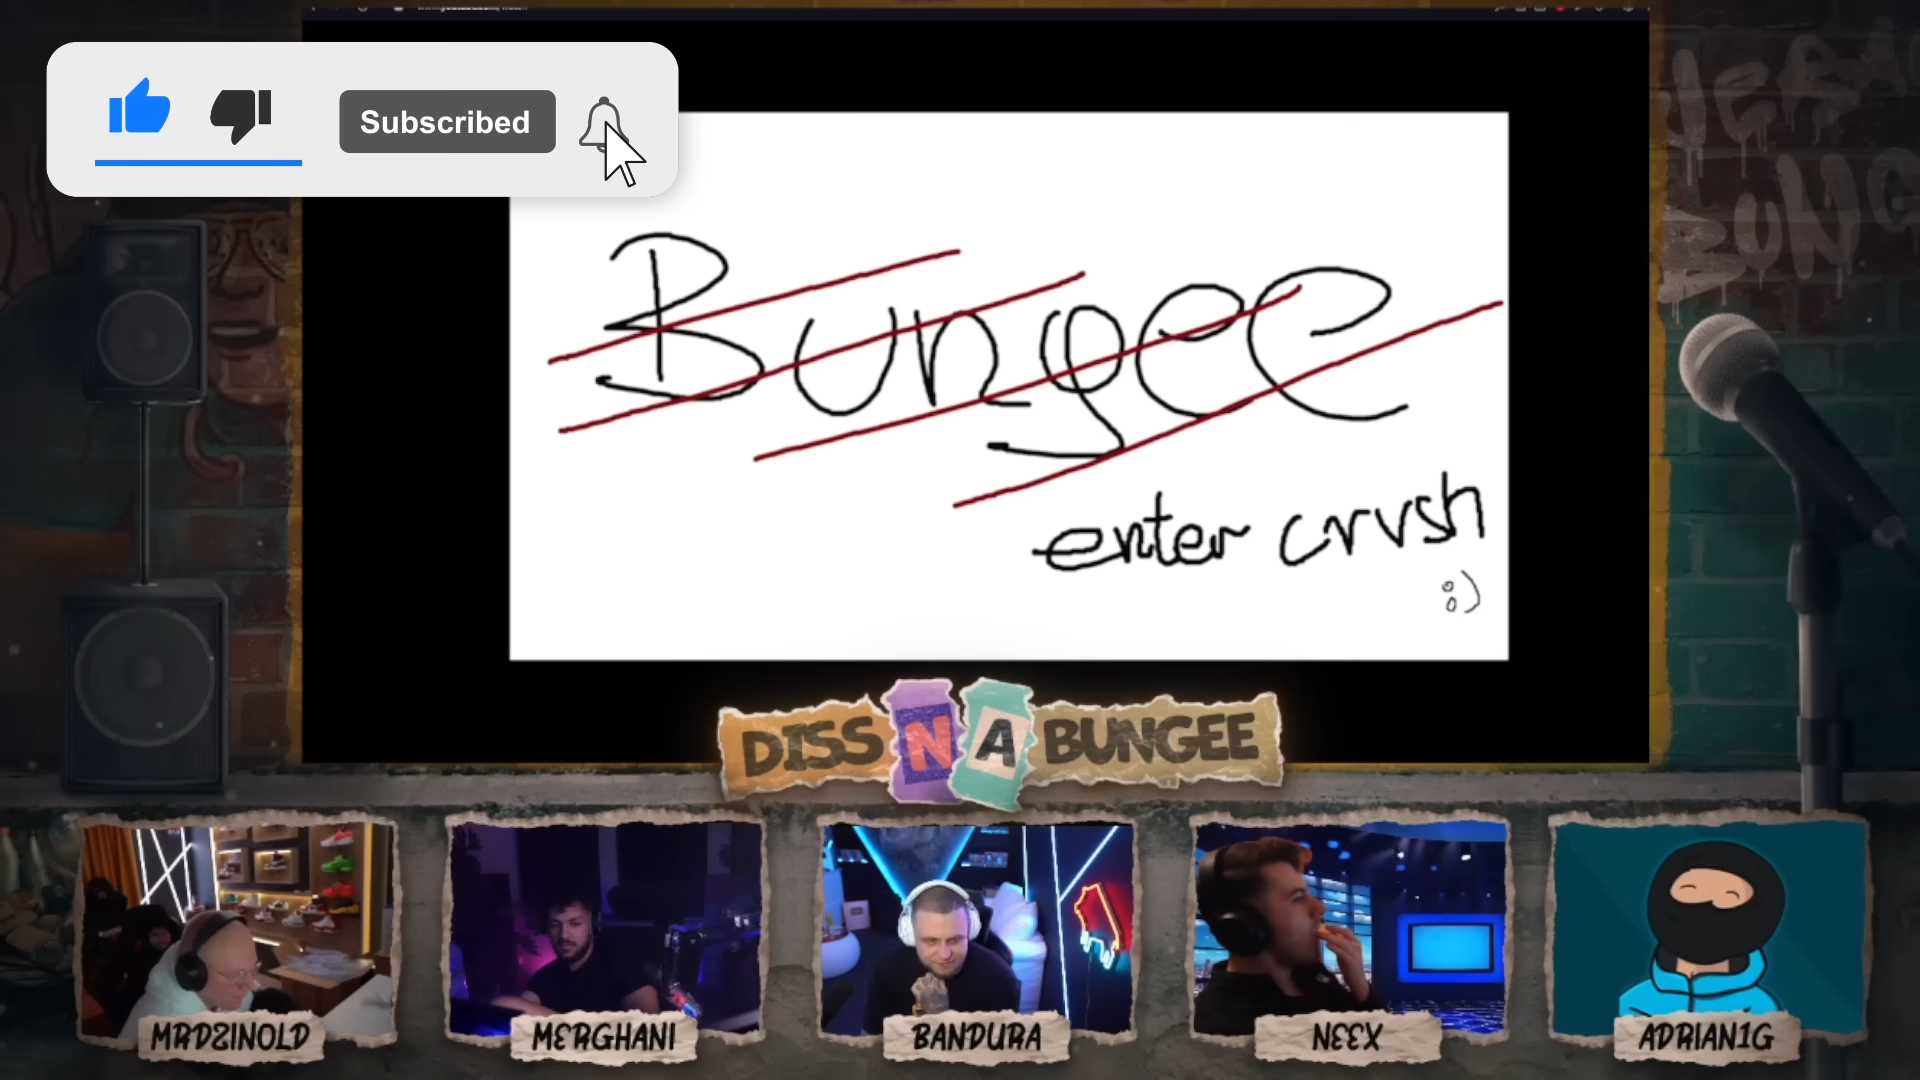 Subscribed
Bungee
enter crvsh
:)
DISS N A BUNGEE
MRDZINOLD
MERGHANI
BANDURA
NEEX
ADRIAN1G